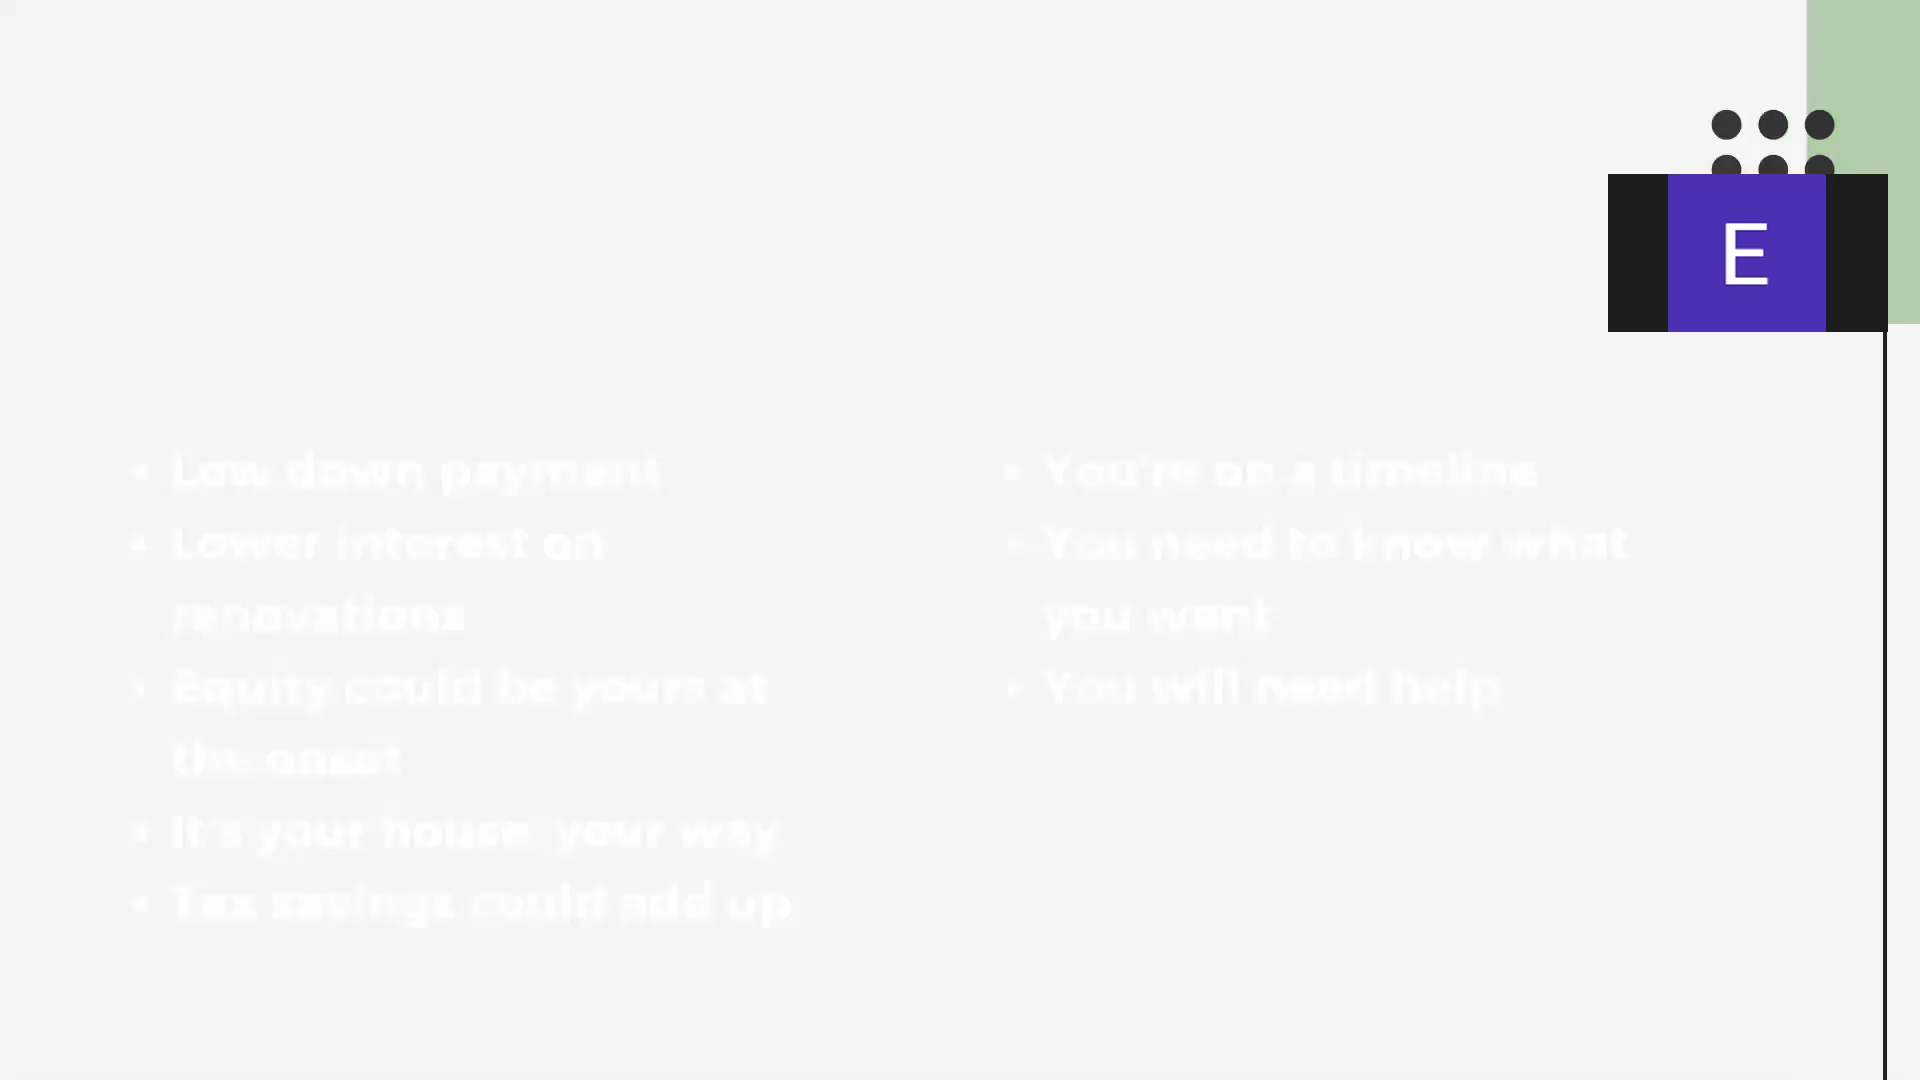 E
• Low down payment
• Lower interest on
renovations
• Equity could be yours at
the onset
• It's your house, your way
• Tax savings could add up
• You're on a timeline
• You need to know what
you want
• You will need help